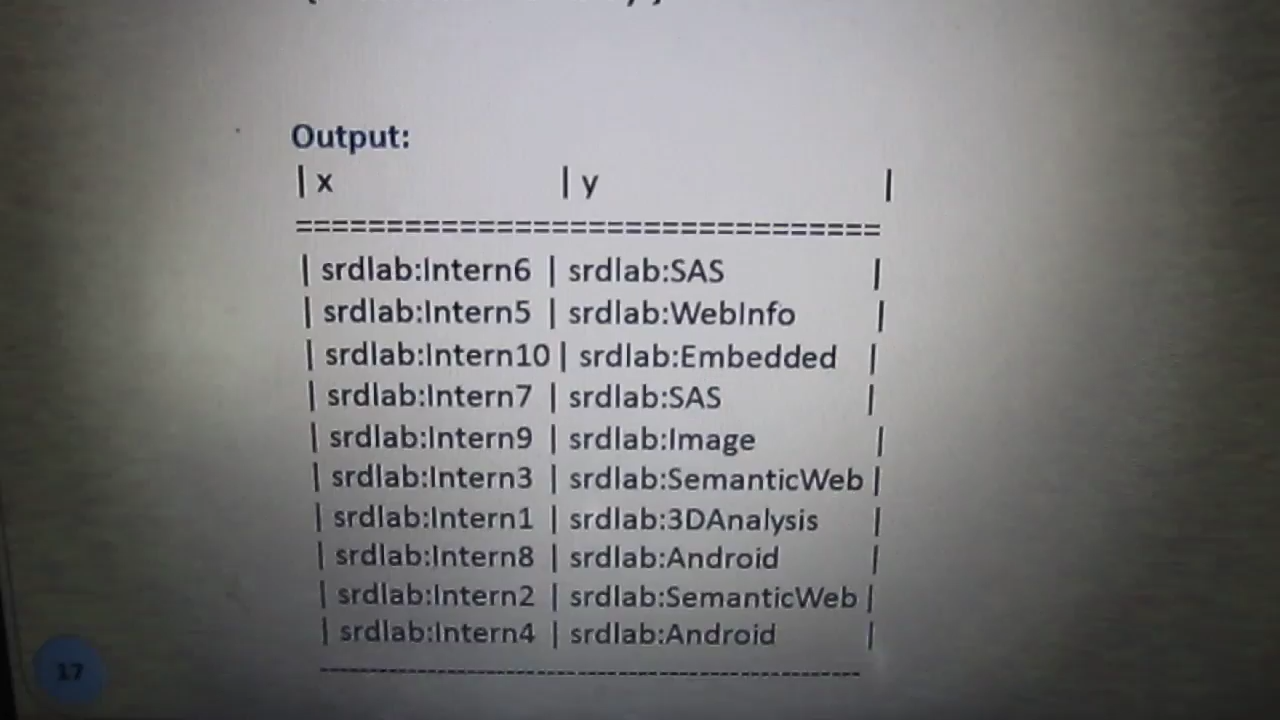 Output:
| x | y |
================================
| srdlab:Intern6 | srdlab:SAS |
| srdlab:Intern5 | srdlab:WebInfo |
| srdlab:Intern10 | srdlab:Embedded |
| srdlab:Intern7 | srdlab:SAS |
| srdlab:Intern9 | srdlab:Image |
| srdlab:Intern3 | srdlab:SemanticWeb |
| srdlab:Intern1 | srdlab:3DAnalysis |
| srdlab:Intern8 | srdlab:Android |
| srdlab:Intern2 | srdlab:SemanticWeb |
| srdlab:Intern4 | srdlab:Android |
------------------------------------------------------
17